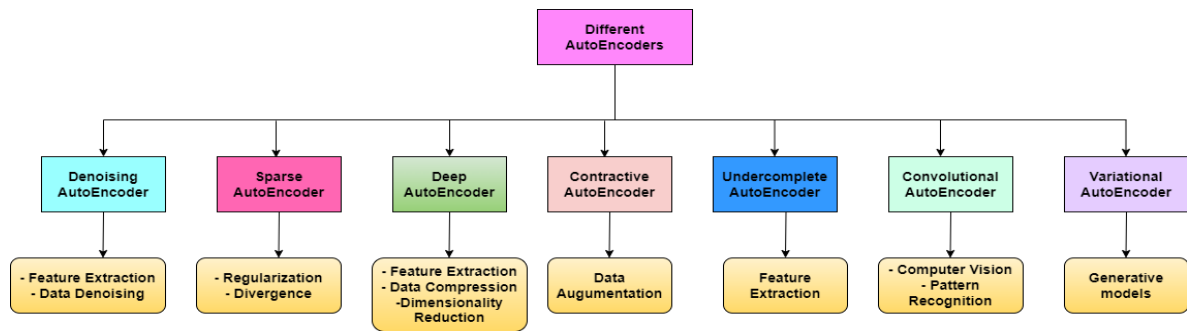 Different
AutoEncoders
Denoising
AutoEncoder
Sparse
AutoEncoder
Deep
AutoEncoder
Contractive
AutoEncoder
Undercomplete
AutoEncoder
Convolutional
AutoEncoder
Variational
AutoEncoder
- Feature Extraction
- Data Denoising
- Regularization
- Divergence
- Feature Extraction
- Data Compression
-Dimensionality
Reduction
Data
Augumentation
Feature
Extraction
- Computer Vision
- Pattern
Recognition
Generative
models